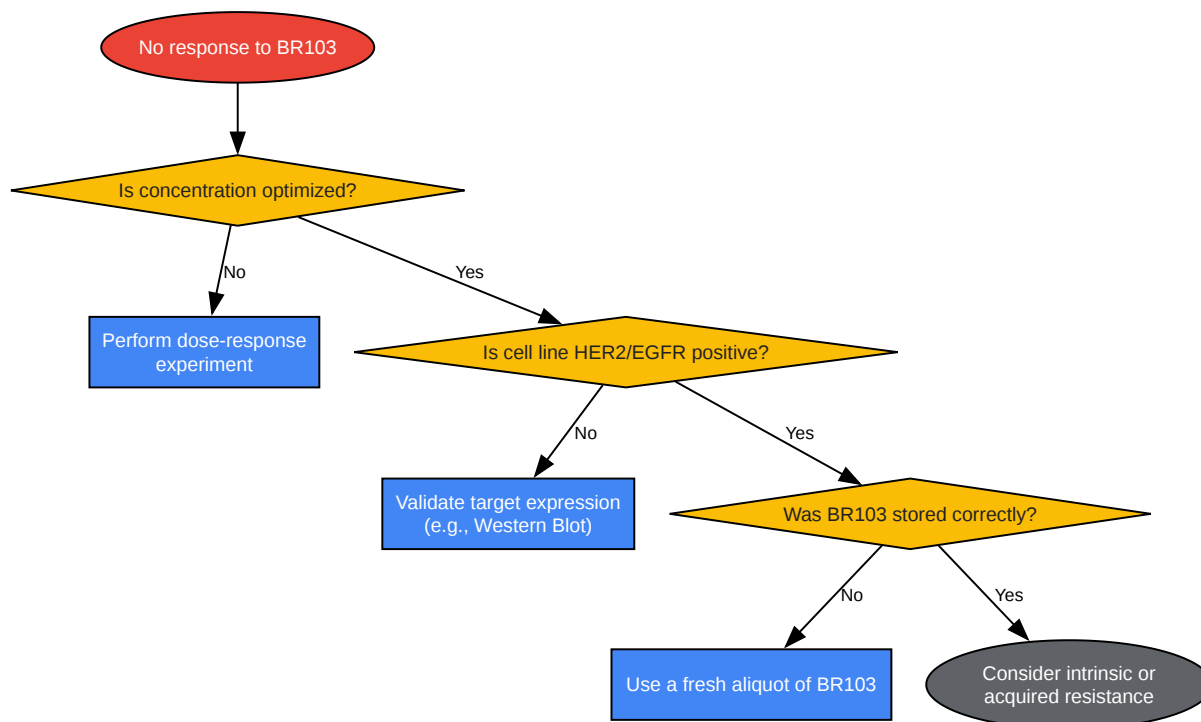 No response to BR103
Is concentration optimized?
No
Yes
Perform dose-response
experiment
Is cell line HER2/EGFR positive?
No
Yes
Validate target expression
(e.g., Western Blot)
Was BR103 stored correctly?
No
Yes
Use a fresh aliquot of BR103
Consider intrinsic or
acquired resistance